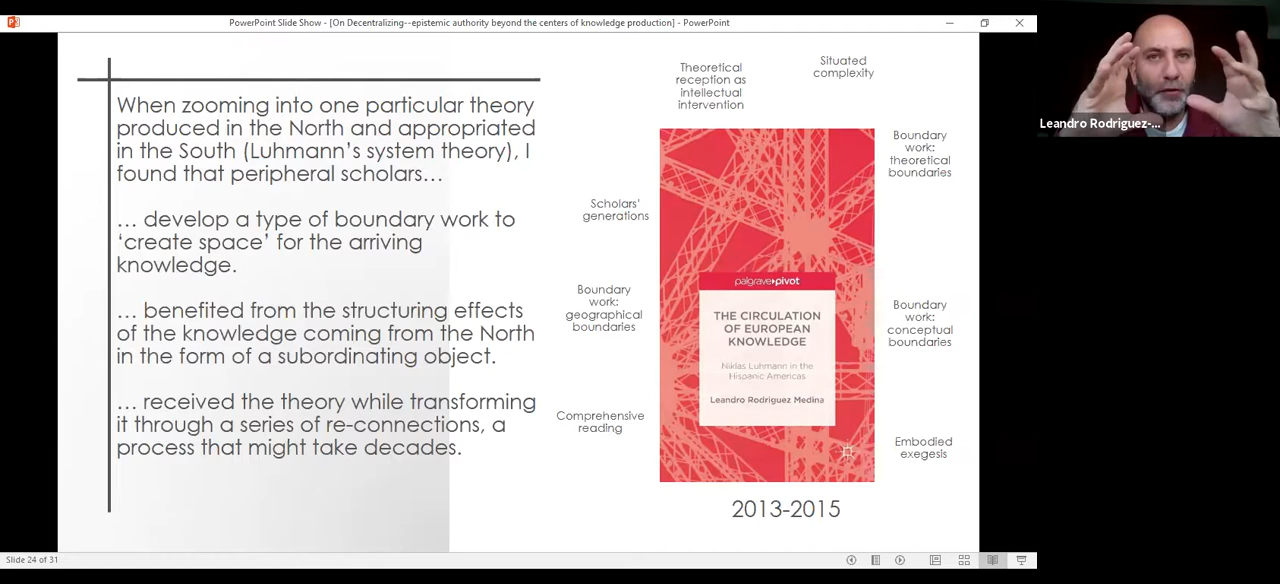 PowerPoint Slide Show - [On Decentralizing--epistemic authority beyond the centers of knowledge production] - PowerPoint
When zooming into one particular theory
produced in the North and appropriated
in the South (Luhmann’s system theory), I
found that peripheral scholars…
… develop a type of boundary work to
‘create space’ for the arriving
knowledge.
… benefited from the structuring effects
of the knowledge coming from the North
in the form of a subordinating object.
… received the theory while transforming
it through a series of re-connections, a
process that might take decades.
Theoretical
reception as
intellectual
intervention
Situated
complexity
Boundary
work:
theoretical
boundaries
Scholars’
generations
Boundary
work:
geographical
boundaries
Boundary
work:
conceptual
boundaries
Comprehensive
reading
Embodied
exegesis
palgrave pivot
THE CIRCULATION
OF EUROPEAN
KNOWLEDGE
Niklas Luhmann in the
Hispanic Americas
Leandro Rodriguez Medina
2013-2015
Leandro Rodriguez-...
Slide 24 of 31